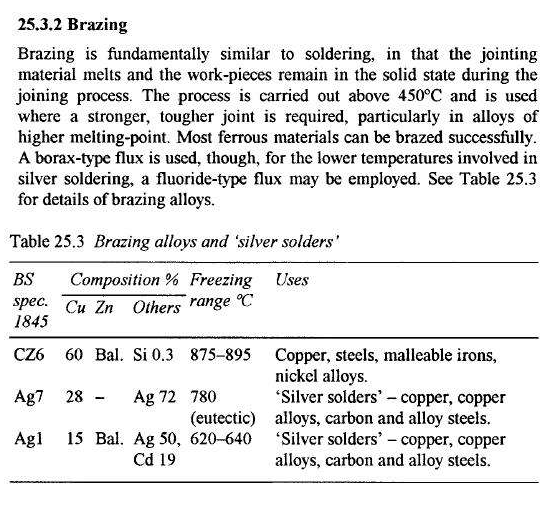 25.3.2 Brazing
Brazing is fundamentally similar to soldering, in that the jointing
material melts and the work-pieces remain in the solid state during the
joining process. The process is carried out above 450°C and is used
where a stronger, tougher joint is required, particularly in alloys of
higher melting-point. Most ferrous materials can be brazed successfully.
A borax-type flux is used, though, for the lower temperatures involved in
silver soldering, a fluoride-type flux may be employed. See Table 25.3
for details of brazing alloys.
Table 25.3 Brazing alloys and ‘silver solders’
BS Composition % Freezing Uses
spec. Cu Zn Others range °C
1845
CZ6 60 Bal. Si 0.3 875–895 Copper, steels, malleable irons,
nickel alloys.
Ag7 28 – Ag 72 780 ‘Silver solders’ – copper, copper
(eutectic) alloys, carbon and alloy steels.
Ag1 15 Bal. Ag 50, 620–640 ‘Silver solders’ – copper, copper
Cd 19 alloys, carbon and alloy steels.